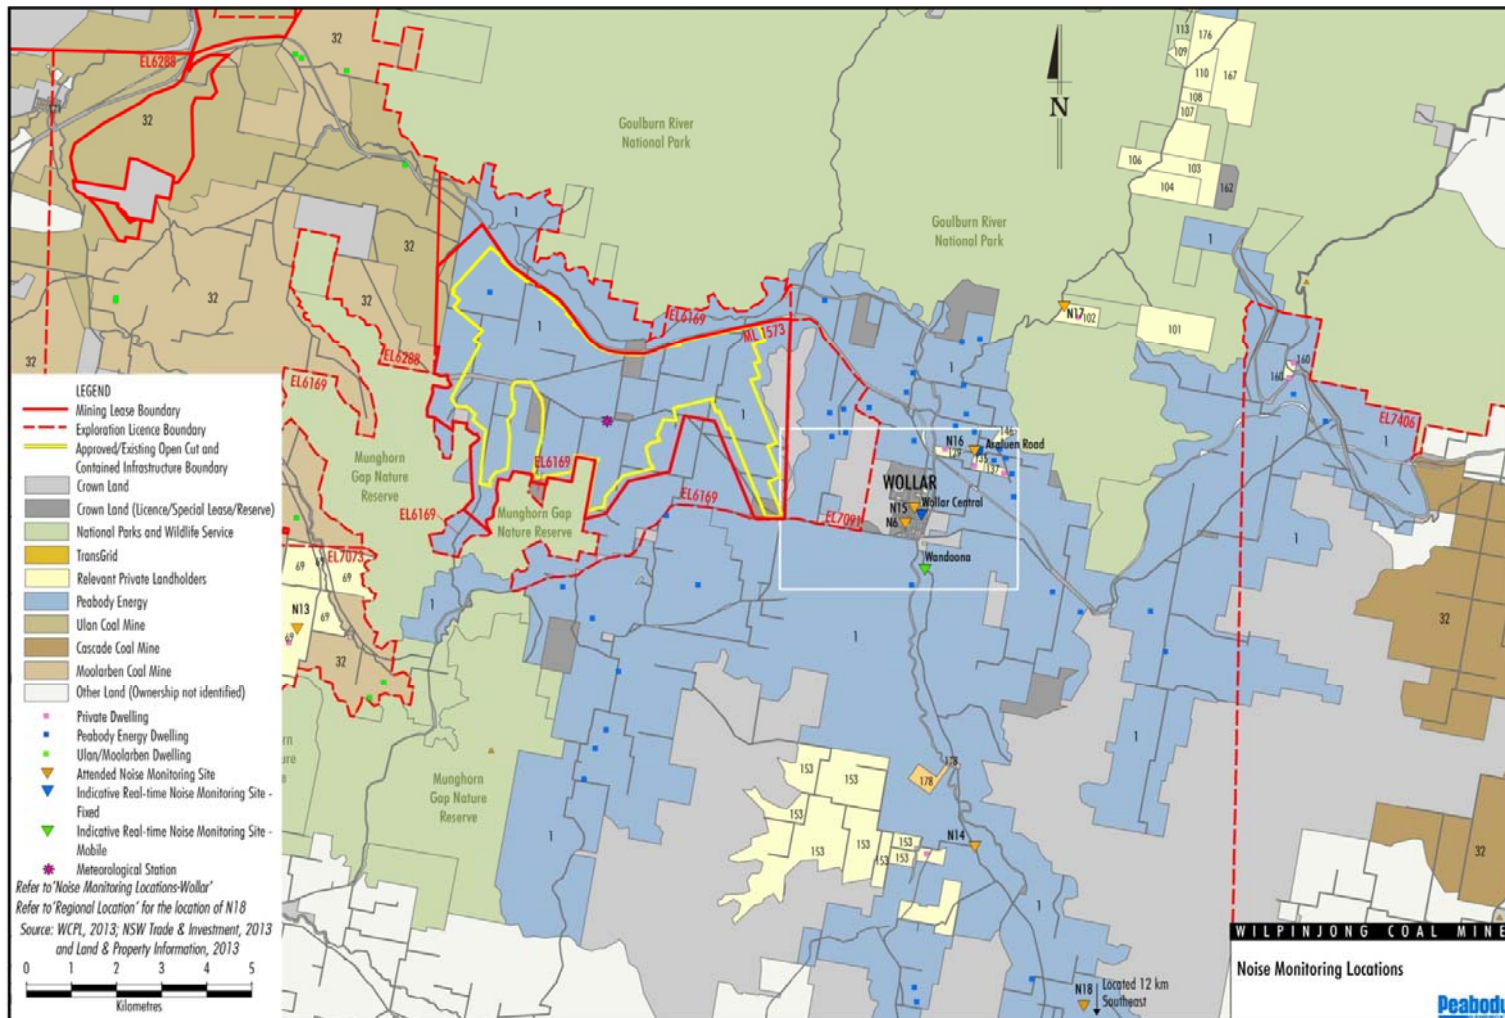 EL6288
32
113
176
109
110
167
108
107
106
103
104
162
N
Goulburn River
National Park
32
32
32
32
32
1
1
EL6169
ML 1573
EL6288
EL6169
Goulburn River
National Park
1
N17
102
101
160
160
EL7406
1
1
1
146
N16
Araluen Road
129
135
137
WOLLAR
N15
Wollar Central
N6
EL7091
Wandoona
EL6169
EL6169
EL6169
Munghorn
Gap Nature
Reserve
Munghorn Gap
Nature Reserve
1
1
1
1
32
32
EL7073
69
69
69
N13
69
32
Munghorn
Gap Nature
Reserve
1
153
153
153
153
153
153
153
153
153
178
178
N14
1
N18
Located 12 km
Southeast
LEGEND
Mining Lease Boundary
Exploration Licence Boundary
Approved/Existing Open Cut and
Contained Infrastructure Boundary
Crown Land
Crown Land (Licence/Special Lease/Reserve)
National Parks and Wildlife Service
TransGrid
Relevant Private Landholders
Peabody Energy
Ulan Coal Mine
Cascade Coal Mine
Moolarben Coal Mine
Other Land (Ownership not identified)
Private Dwelling
Peabody Energy Dwelling
Ulan/Moolarben Dwelling
Attended Noise Monitoring Site
Indicative Real-time Noise Monitoring Site -
Fixed
Indicative Real-time Noise Monitoring Site -
Mobile
Meteorological Station
Refer to 'Noise Monitoring Locations-Wollar'
Refer to 'Regional Location' for the location of N18
Source: WCPL, 2013; NSW Trade & Investment, 2013
and Land & Property Information, 2013
0 1 2 3 4 5
Kilometres
WILPINJONG COAL MINE
Noise Monitoring Locations
Peabody